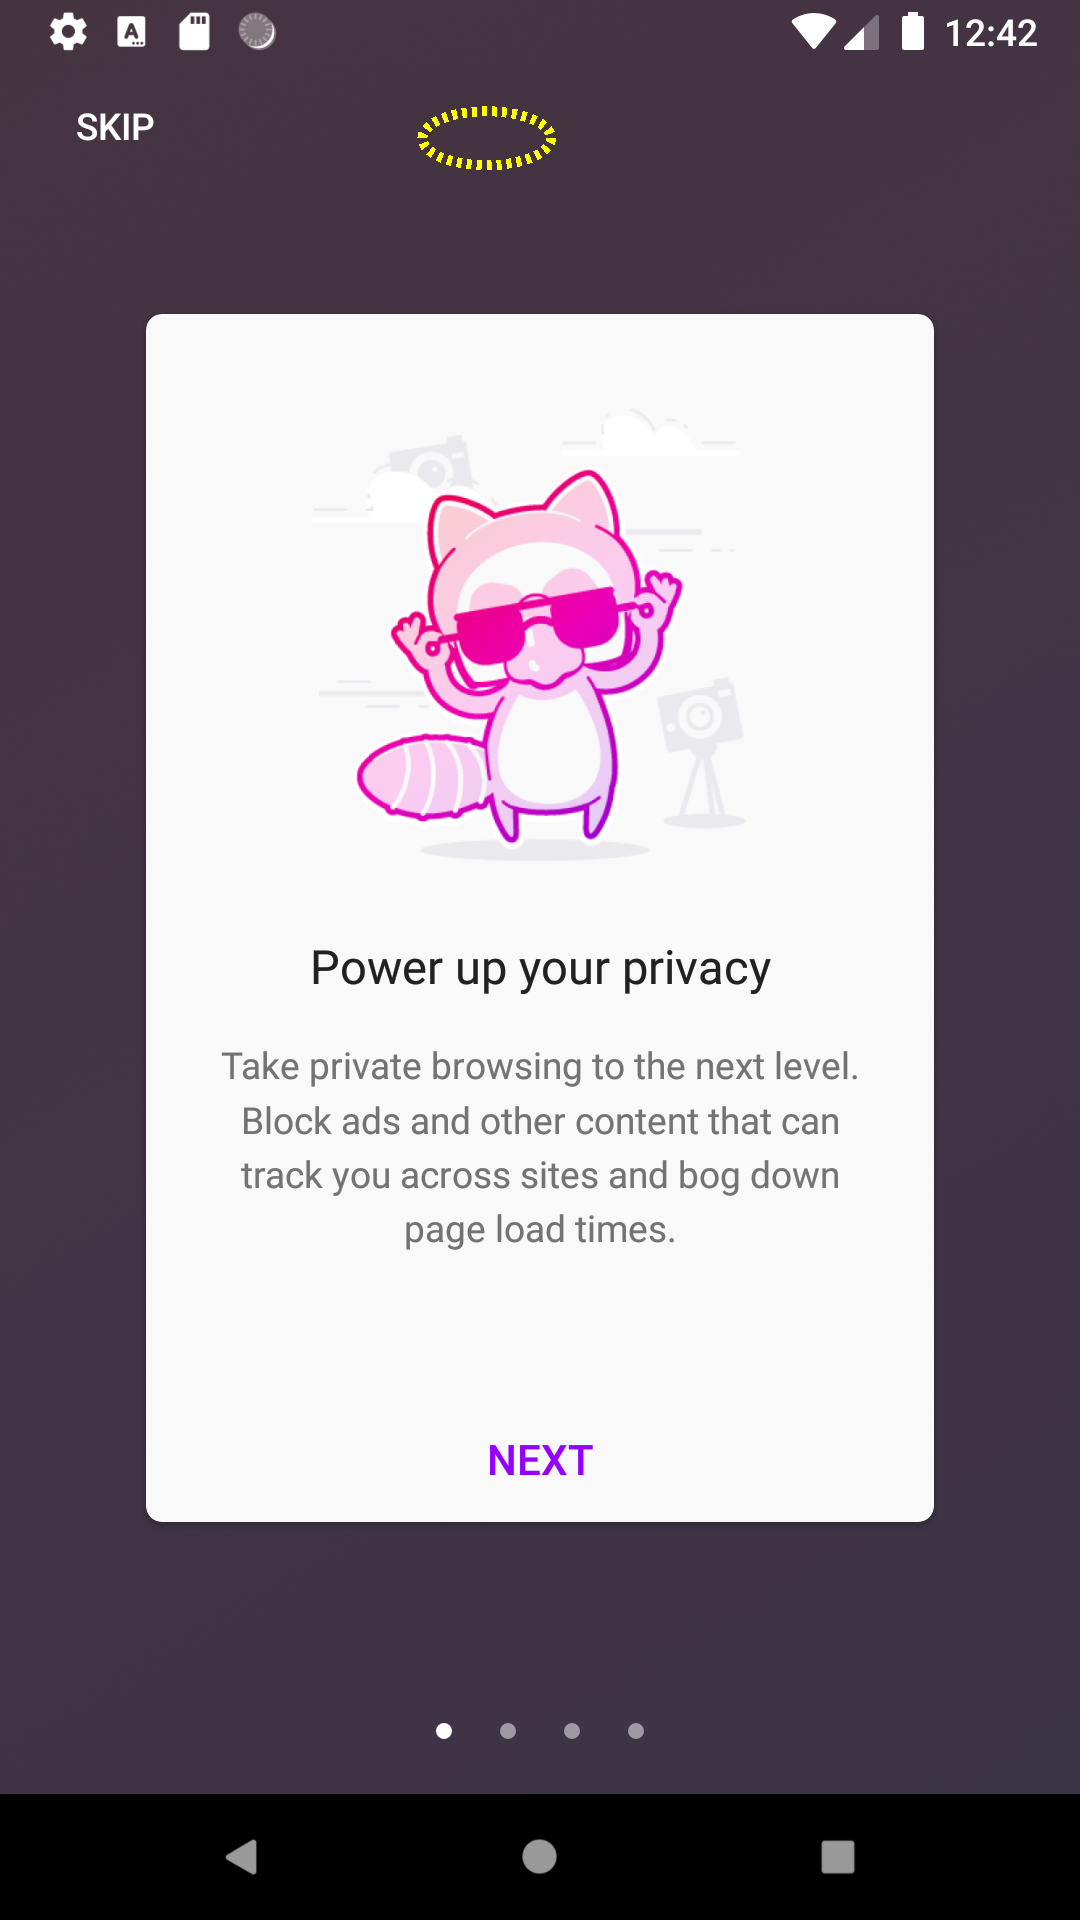 12:42
SKIP
Power up your privacy
Take private browsing to the next level.
Block ads and other content that can
track you across sites and bog down
page load times.
NEXT